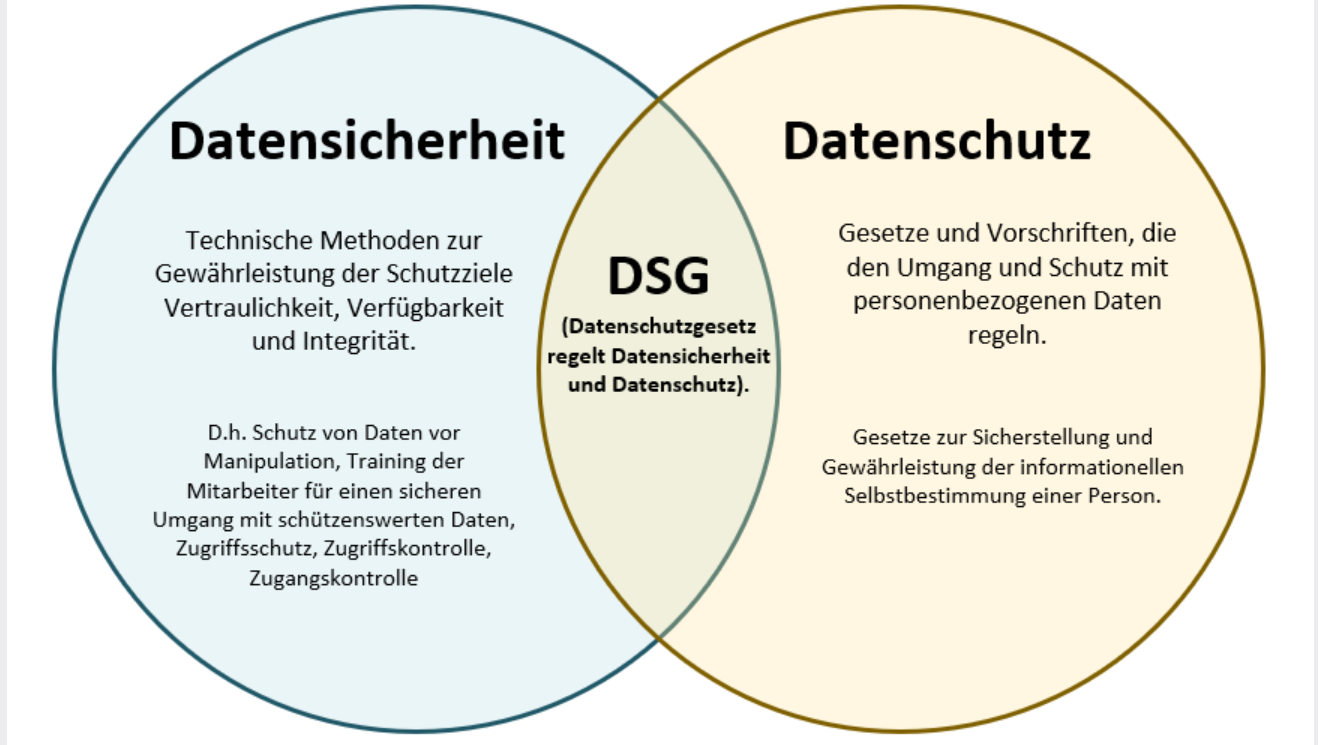 Datensicherheit
Technische Methoden zur
Gewährleistung der Schutzziele
Vertraulichkeit, Verfügbarkeit
und Integrität.
D.h. Schutz von Daten vor
Manipulation, Training der
Mitarbeiter für einen sicheren
Umgang mit schützenswerten Daten,
Zugriffsschutz, Zugriffskontrolle,
Zugangskontrolle
DSG
(Datenschutzgesetz
regelt Datensicherheit
und Datenschutz).
Datenschutz
Gesetze und Vorschriften, die
den Umgang und Schutz mit
personenbezogenen Daten
regeln.
Gesetze zur Sicherstellung und
Gewährleistung der informationellen
Selbstbestimmung einer Person.